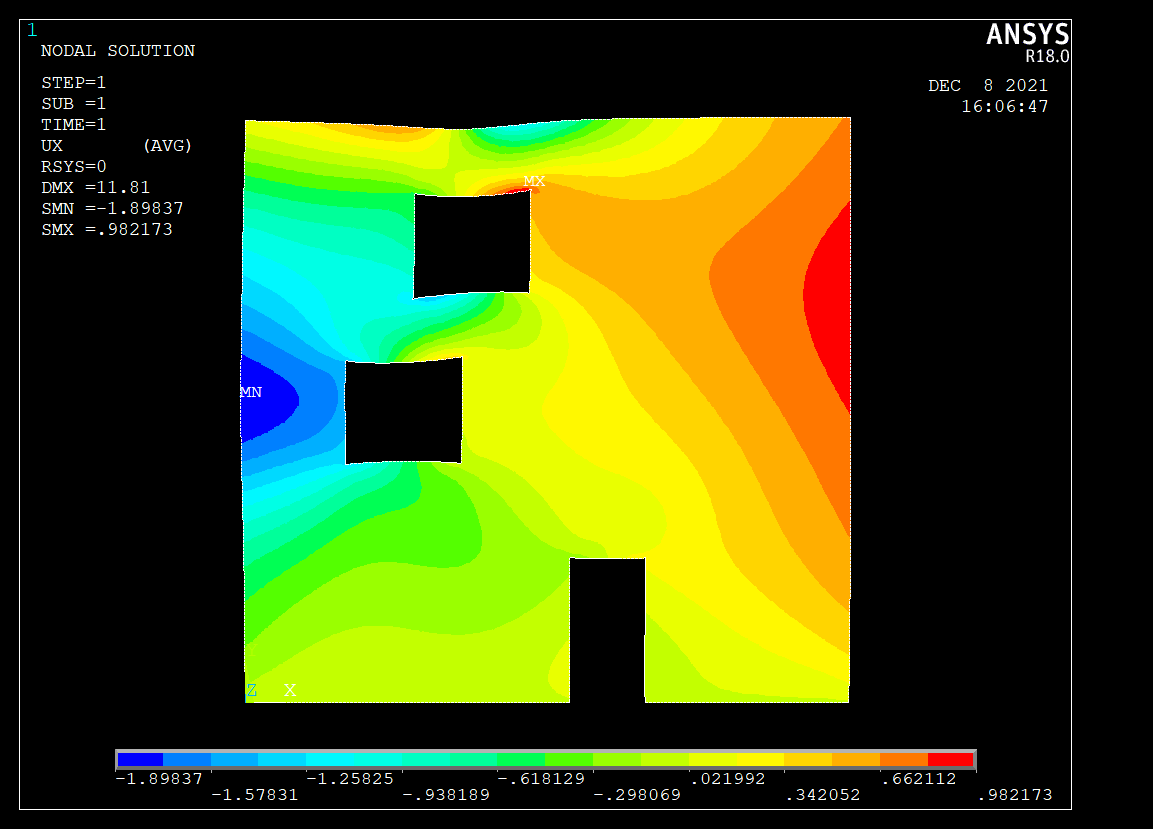 1
ANSYS
R18.0
NODAL SOLUTION
STEP=1
SUB =1
TIME=1
UX (AVG)
RSYS=0
DMX =11.81
SMN =-1.89837
SMX =.982173
DEC 8 2021
16:06:47
MX
MN
Z X
-1.89837 -1.25825 -.618129 .021992 .662112
-1.57831 -.938189 -.298069 .342052 .982173